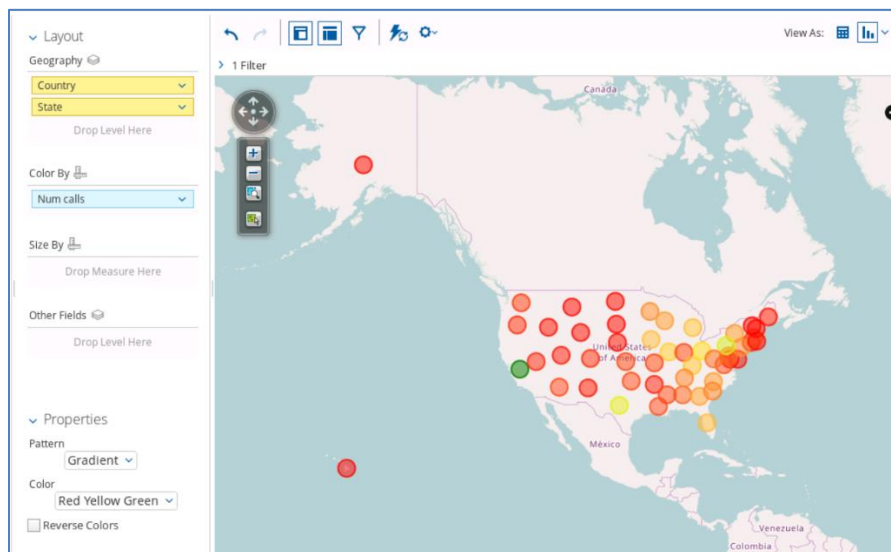 Layout
Geography
Country
State
Drop Level Here
Color By
Num calls
Size By
Drop Measure Here
Other Fields
Drop Level Here
Properties
Pattern
Gradient
Color
Red Yellow Green
Reverse Colors
View As:
1 Filter
Canada
United States
of America
México
Venezuela
Colombia